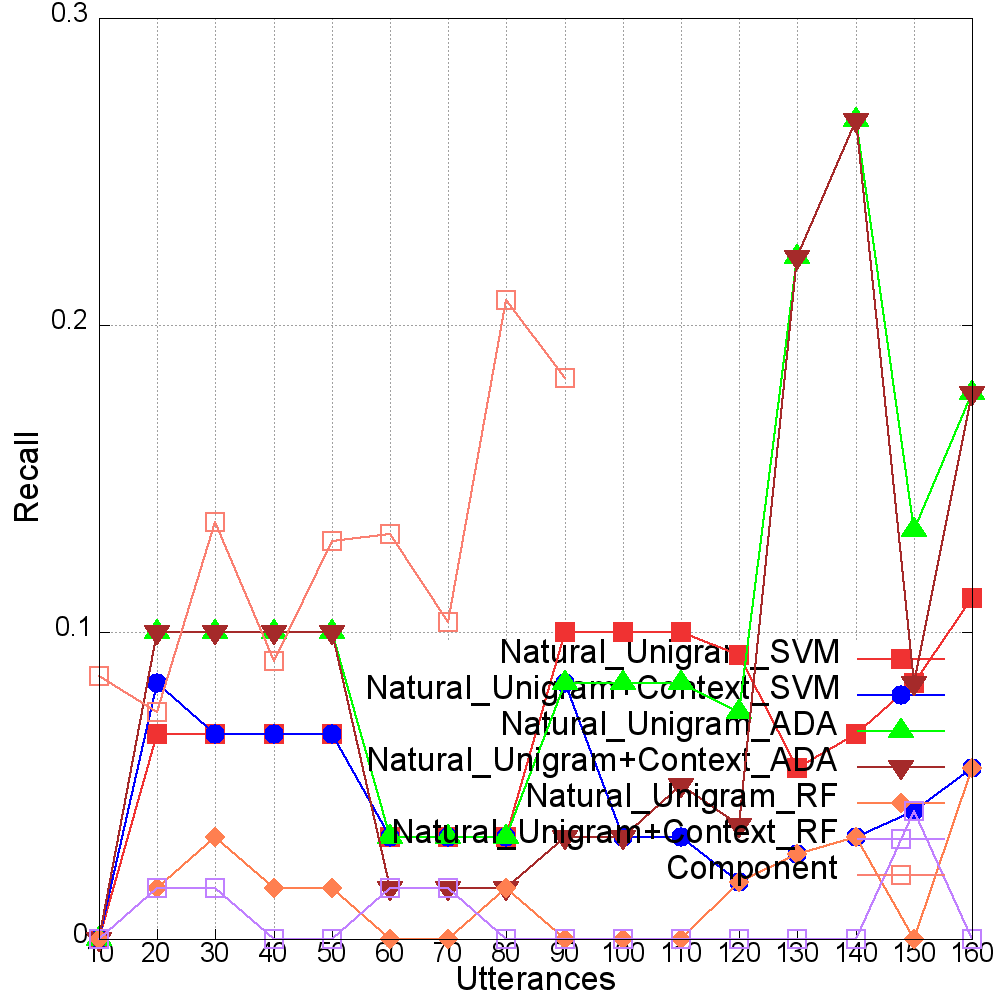 0.3
0.2
0.1
0
Recall
Natural_Unigram_SVM
Natural_Unigram+Context_SVM
Natural_Unigram_ADA
Natural_Unigram+Context_ADA
Natural_Unigram_RF
Natural_Unigram+Context_RF
Component
10 20 30 40 50 60 70 80 90 100 110 120 130 140 150 160
Utterances